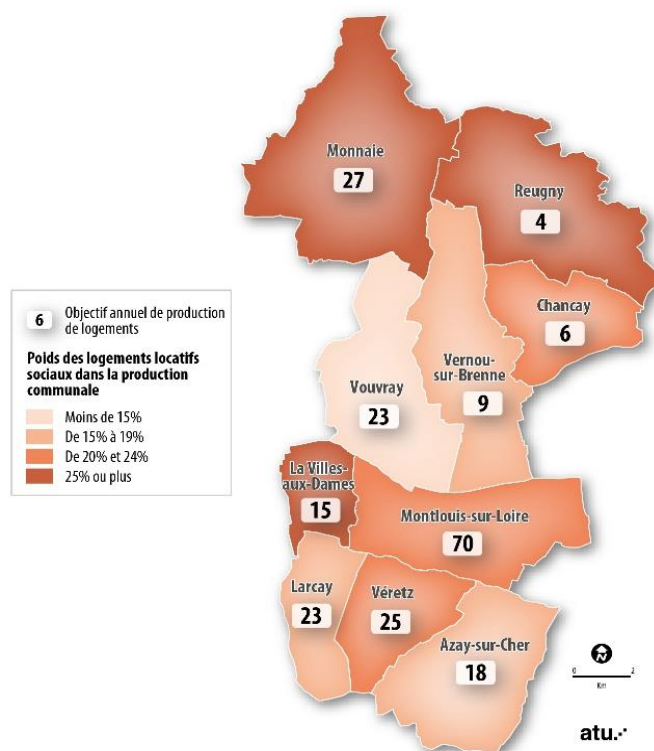 Monnaie
27
Reugny
4
Chancay
6
6
Objectif annuel de production
de logements
Poids des logements locatifs
sociaux dans la production
communale
Moins de 15%
De 15% à 19%
De 20% et 24%
25% ou plus
Vernou-
sur-Brenne
9
Vouvray
23
La Villes-
aux-Dames
15
Montlouis-sur-Loire
70
Larcay
23
Véretz
25
Azay-sur-Cher
18
N
0 2
Km
atu.